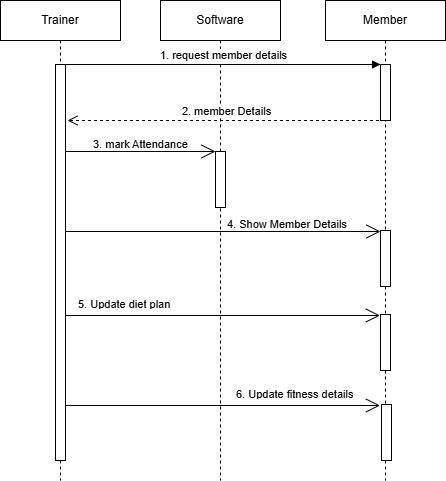 Trainer
Software
Member
1. request member details
2. member Details
3. mark Attendance
4. Show Member Details
5. Update diet plan
6. Update fitness details